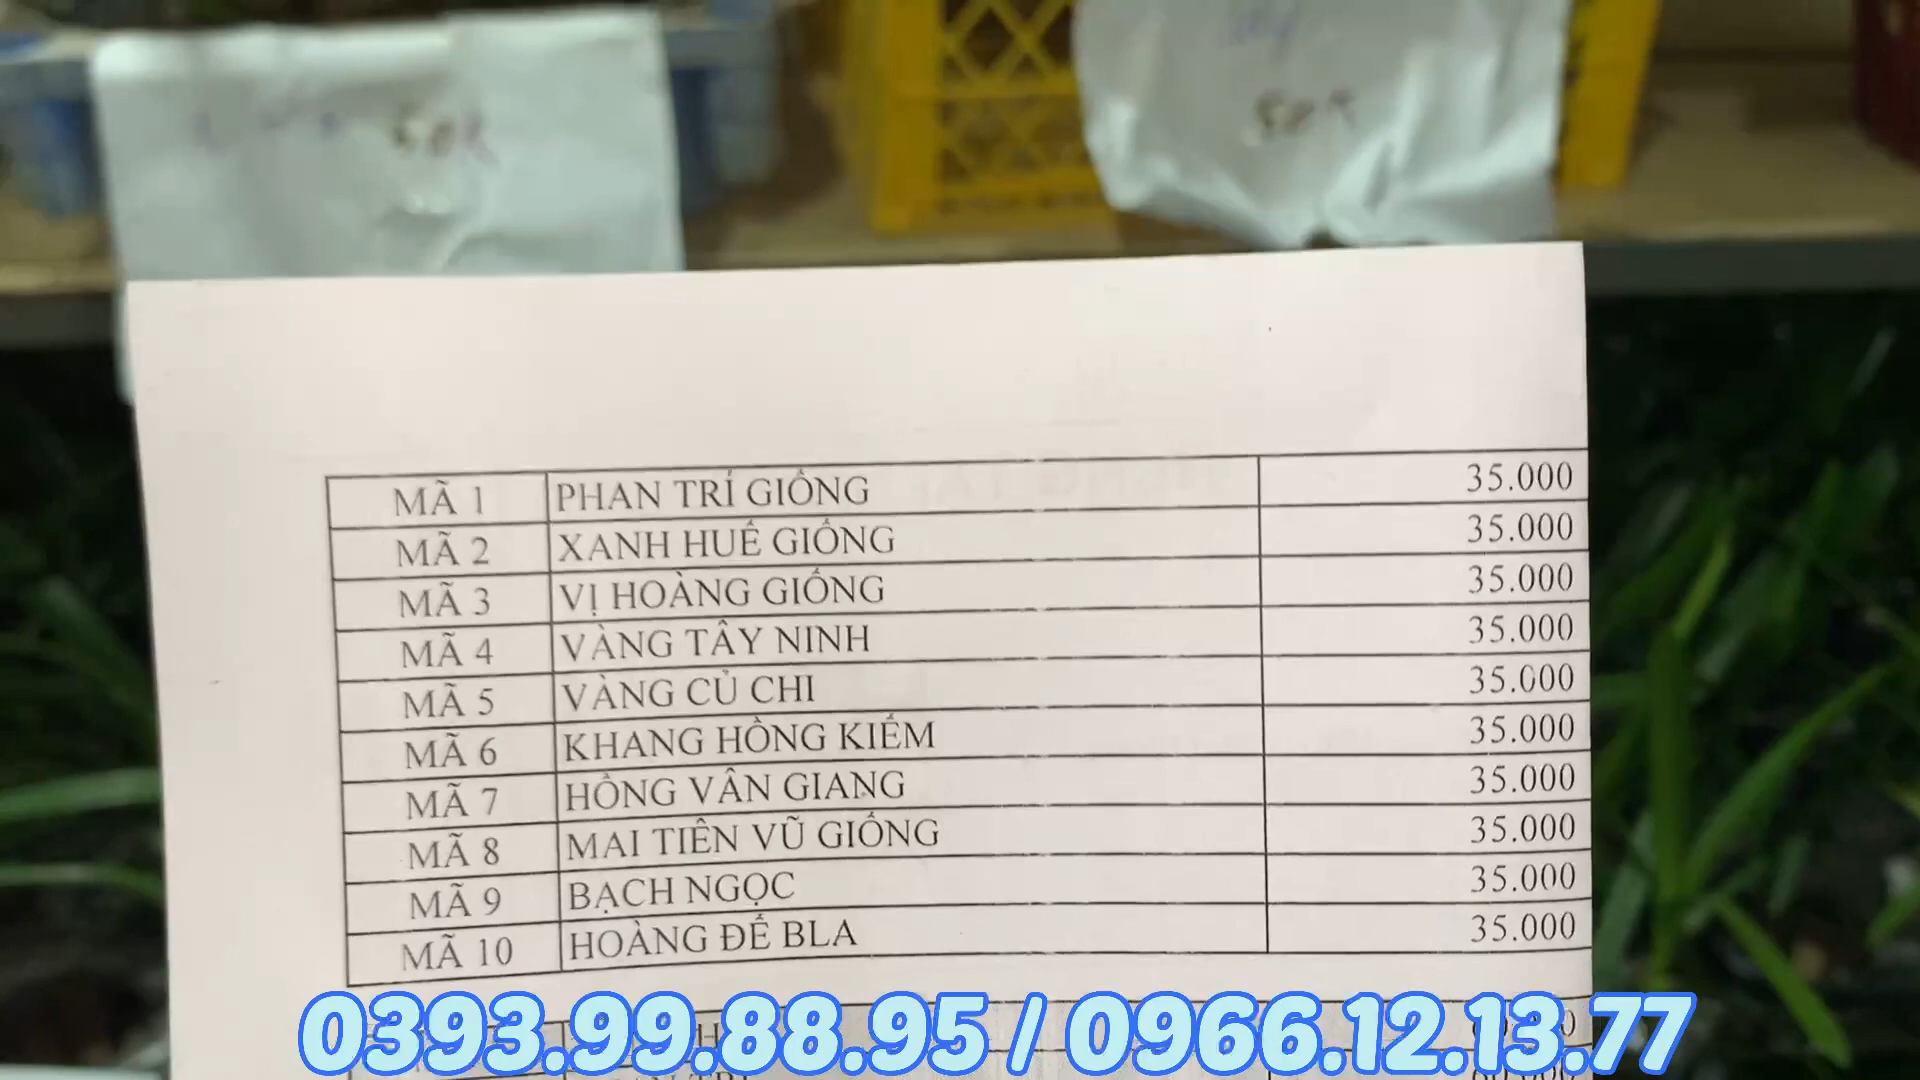 50K
50K
MÃ 1 PHAN TRÍ GIỐNG 35.000
MÃ 2 XANH HUẾ GIỐNG 35.000
MÃ 3 VỊ HOÀNG GIỐNG 35.000
MÃ 4 VÀNG TÂY NINH 35.000
MÃ 5 VÀNG CỦ CHI 35.000
MÃ 6 KHANG HỒNG KIẾM 35.000
MÃ 7 HỒNG VÂN GIANG 35.000
MÃ 8 MAI TIÊN VŨ GIỐNG 35.000
MÃ 9 BẠCH NGỌC 35.000
MÃ 10 HOÀNG ĐẾ BLA 35.000
0393.99.88.95 / 0966.12.13.77